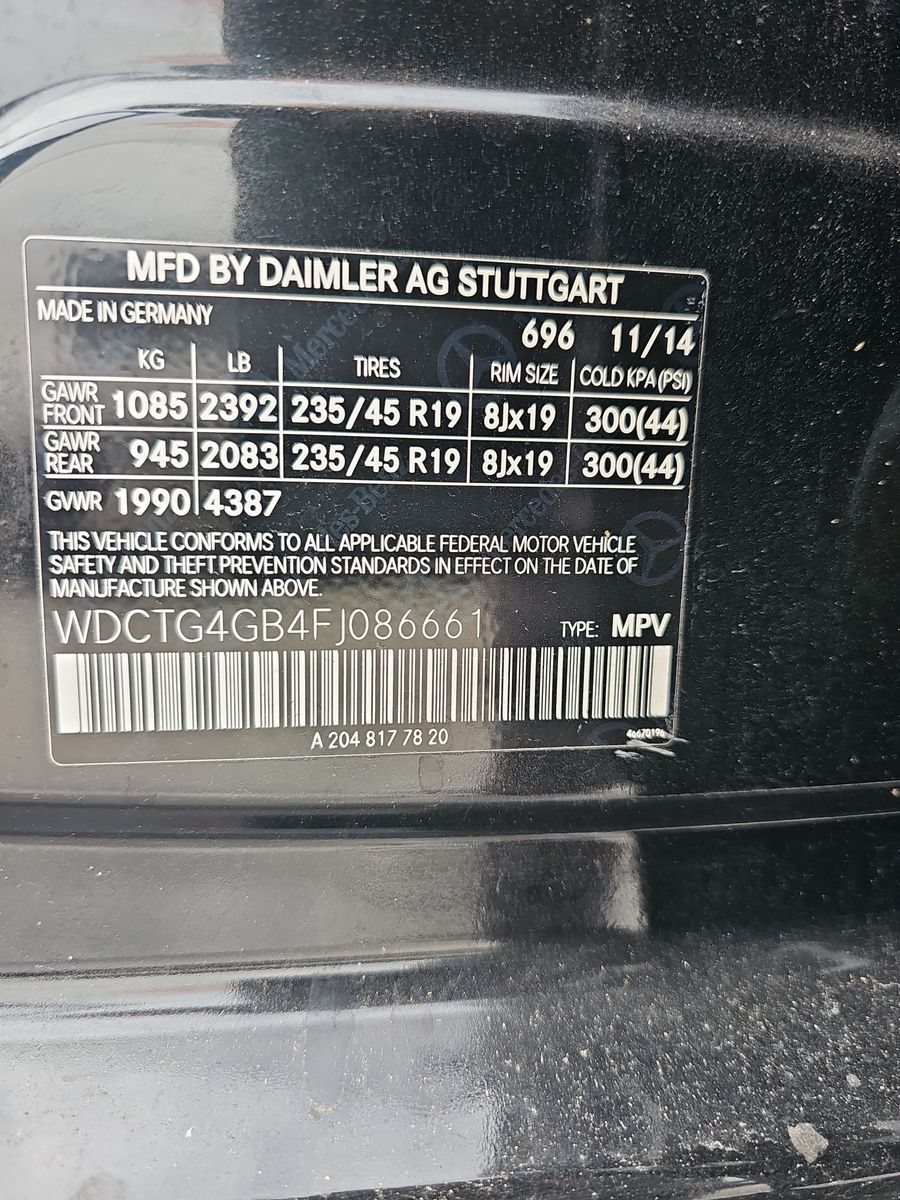 MFD BY DAIMLER AG STUTTGART
MADE IN GERMANY
696 11/14
KG LB TIRES RIM SIZE COLD KPA (PSI)
GAWR FRONT 1085 2392 235/45 R19 8Jx19 300(44)
GAWR REAR 945 2083 235/45 R19 8Jx19 300(44)
GVWR 1990 4387
THIS VEHICLE CONFORMS TO ALL APPLICABLE FEDERAL MOTOR VEHICLE
SAFETY AND THEFT PREVENTION STANDARDS IN EFFECT ON THE DATE OF
MANUFACTURE SHOWN ABOVE.
WDCTG4GB4FJ086661 TYPE: MPV
A 204 817 78 20
46670196